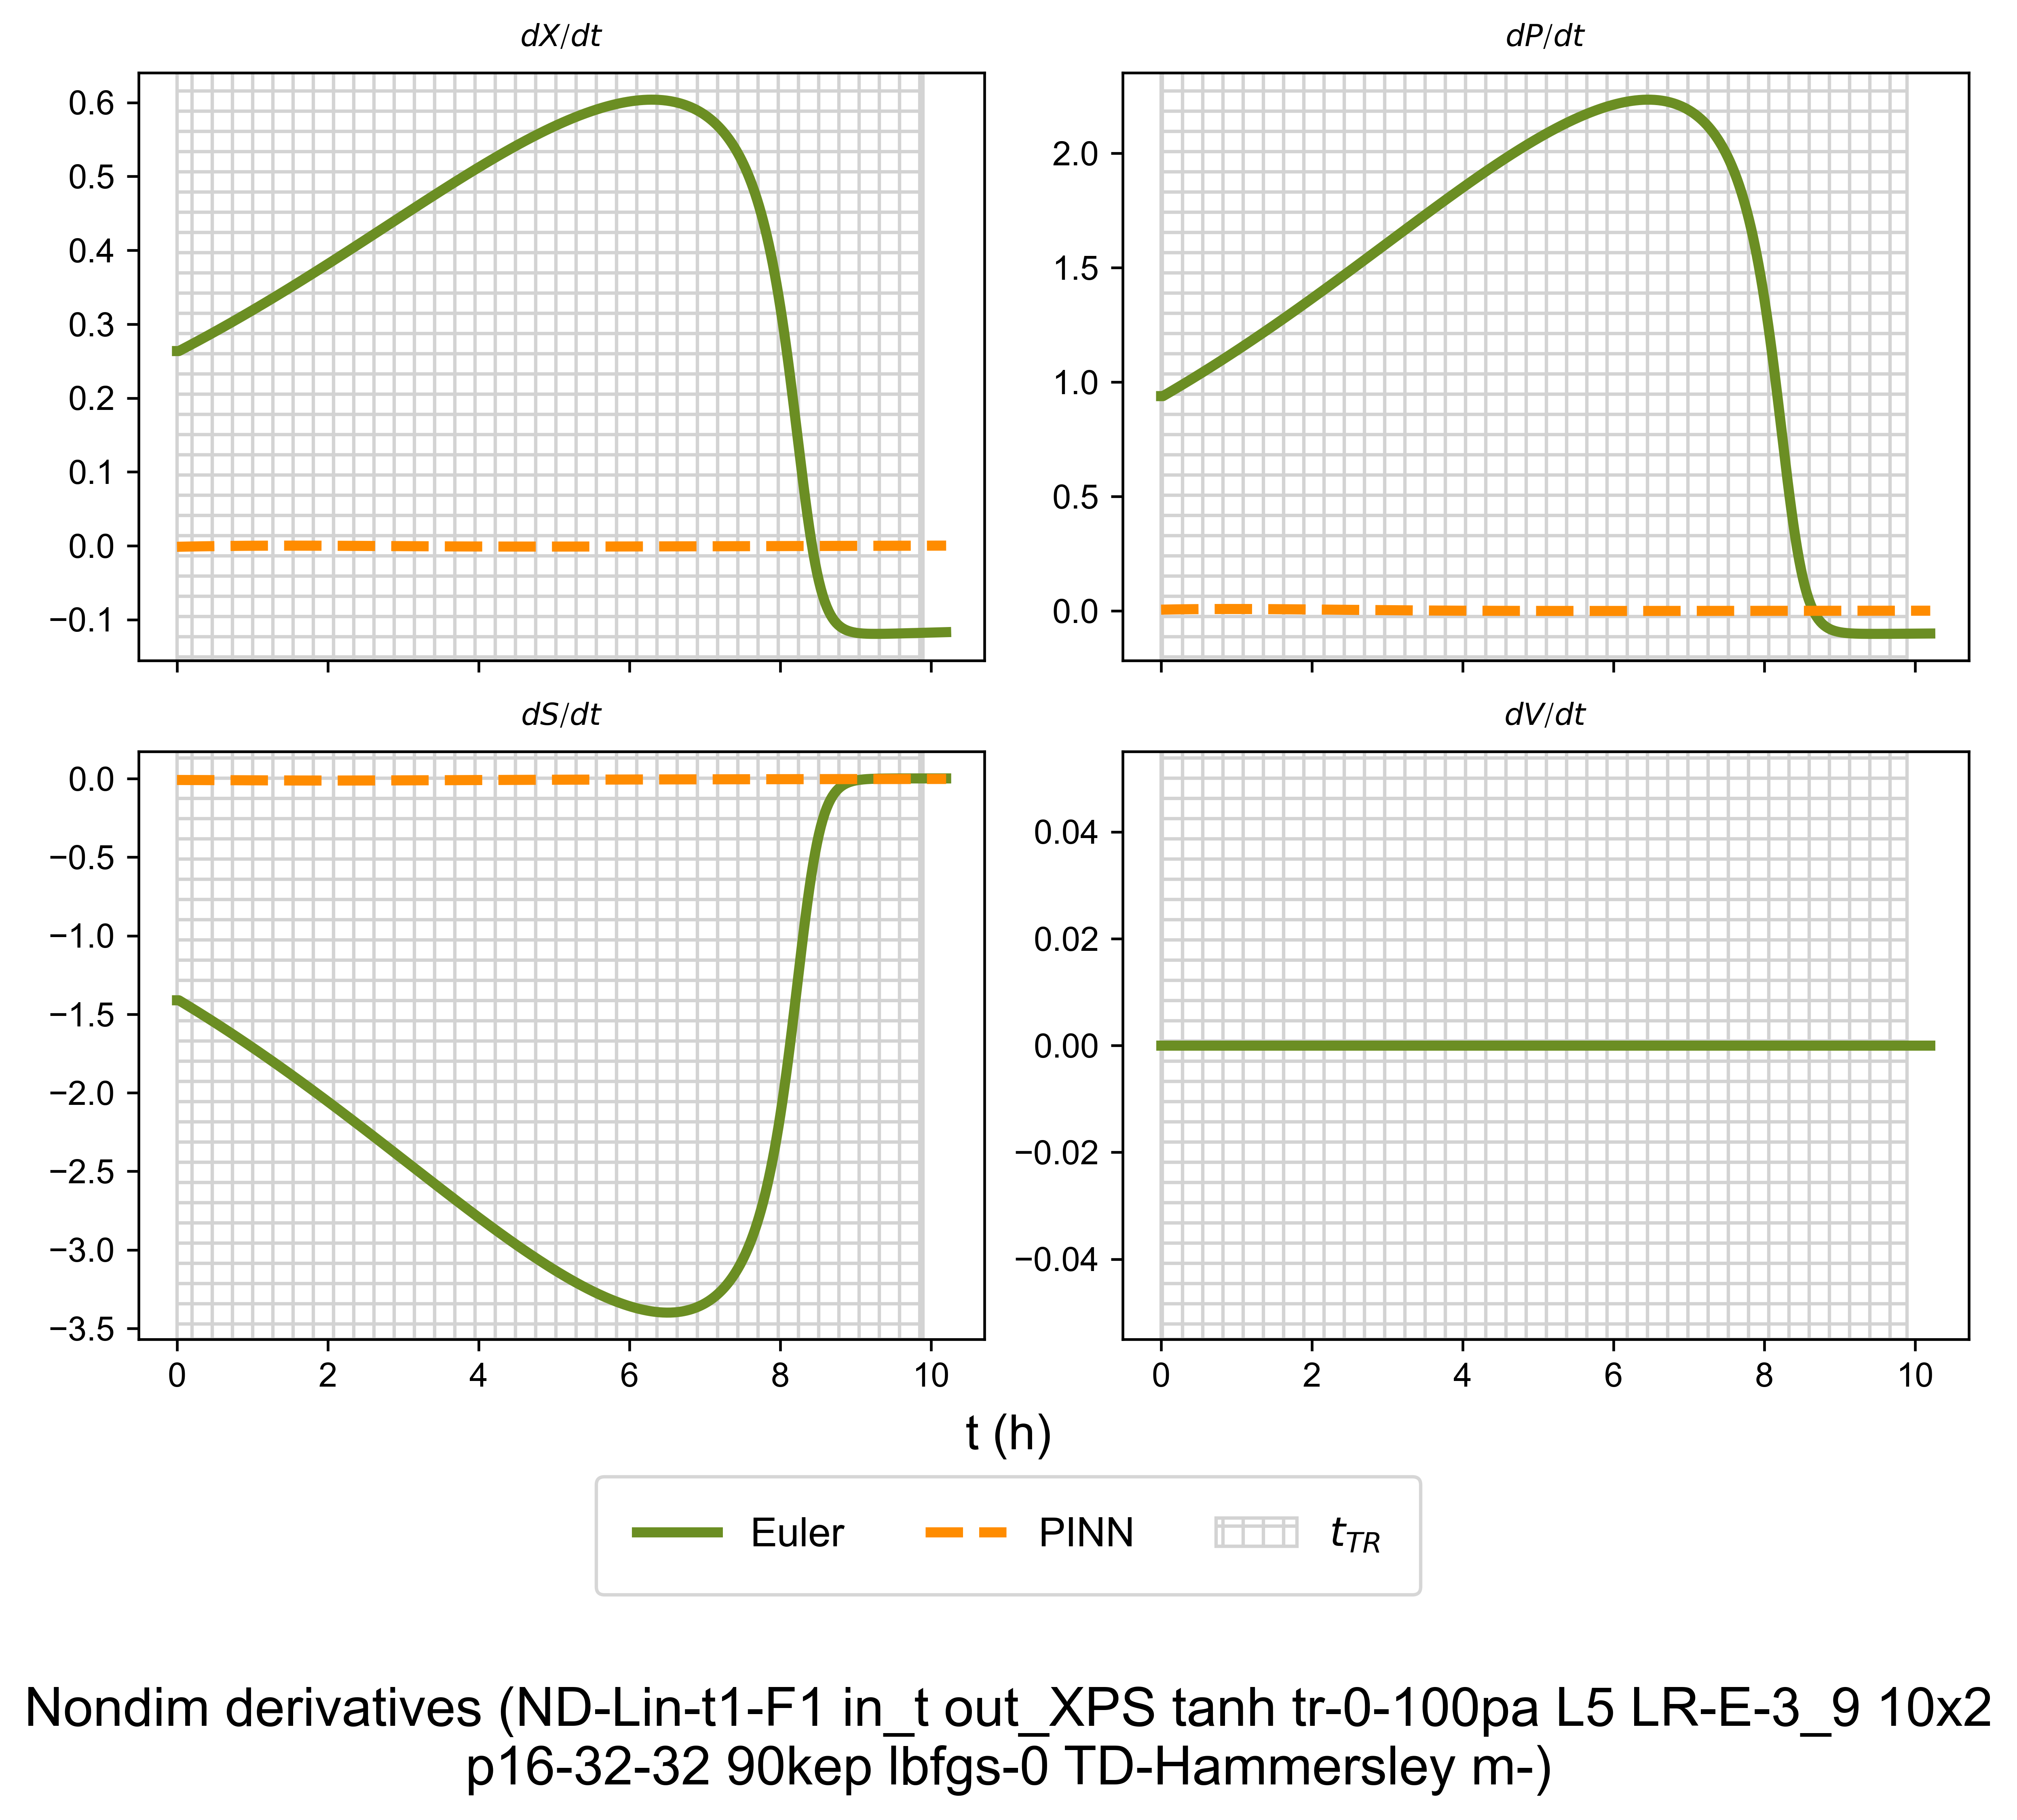 dX/dt
dP/dt
0.6
0.5
0.4
0.3
0.2
0.1
0.0
−0.1
2.0
1.5
1.0
0.5
0.0
dS/dt
dV/dt
0.0
−0.5
−1.0
−1.5
−2.0
−2.5
−3.0
−3.5
0 2 4 6 8 10
0.04
0.02
0.00
−0.02
−0.04
0 2 4 6 8 10
t (h)
Euler PINN t_TR
Nondim derivatives (ND-Lin-t1-F1 in_t out_XPS tanh tr-0-100pa L5 LR-E-3_9 10x2
p16-32-32 90kep lbfgs-0 TD-Hammersley m-)